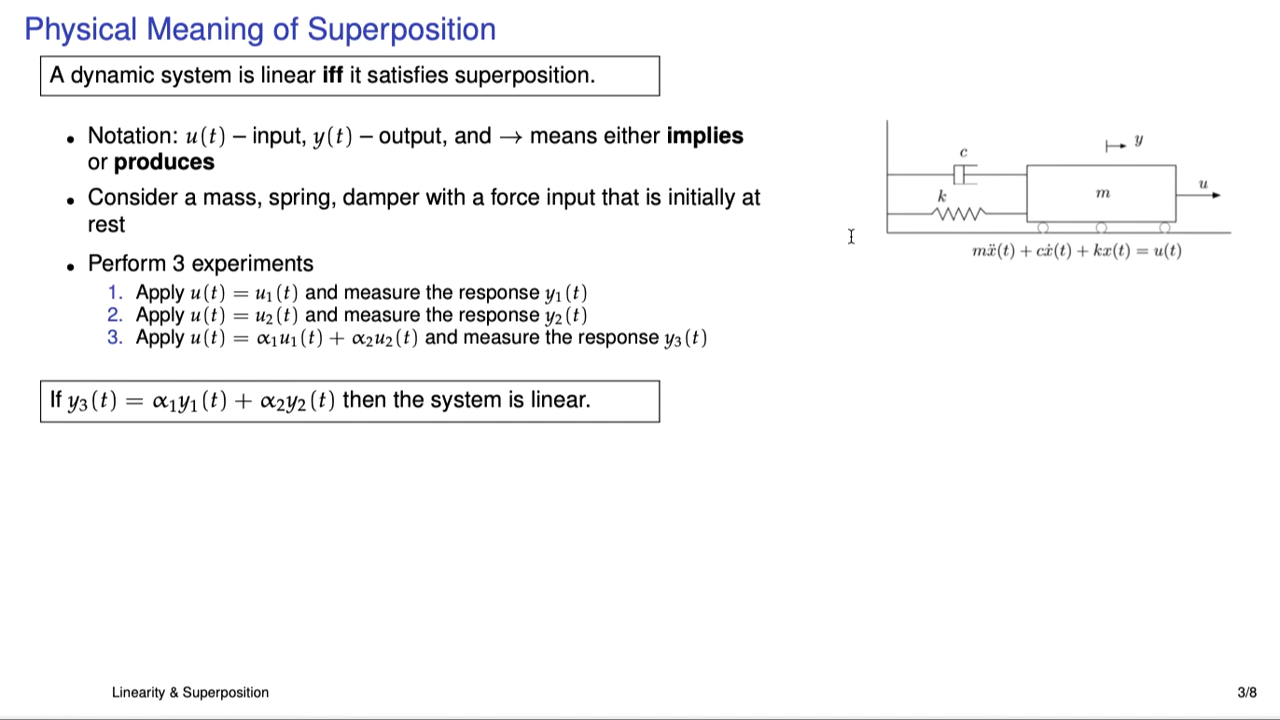 Physical Meaning of Superposition
A dynamic system is linear iff it satisfies superposition.
• Notation: u(t) – input, y(t) – output, and → means either implies
or produces
• Consider a mass, spring, damper with a force input that is initially at
rest
• Perform 3 experiments
1. Apply u(t) = u₁(t) and measure the response y₁(t)
2. Apply u(t) = u₂(t) and measure the response y₂(t)
3. Apply u(t) = α₁u₁(t) + α₂u₂(t) and measure the response y₃(t)
If y₃(t) = α₁y₁(t) + α₂y₂(t) then the system is linear.
c
y
k
m
u
mẍ(t) + cẋ(t) + kx(t) = u(t)
Linearity & Superposition
3/8